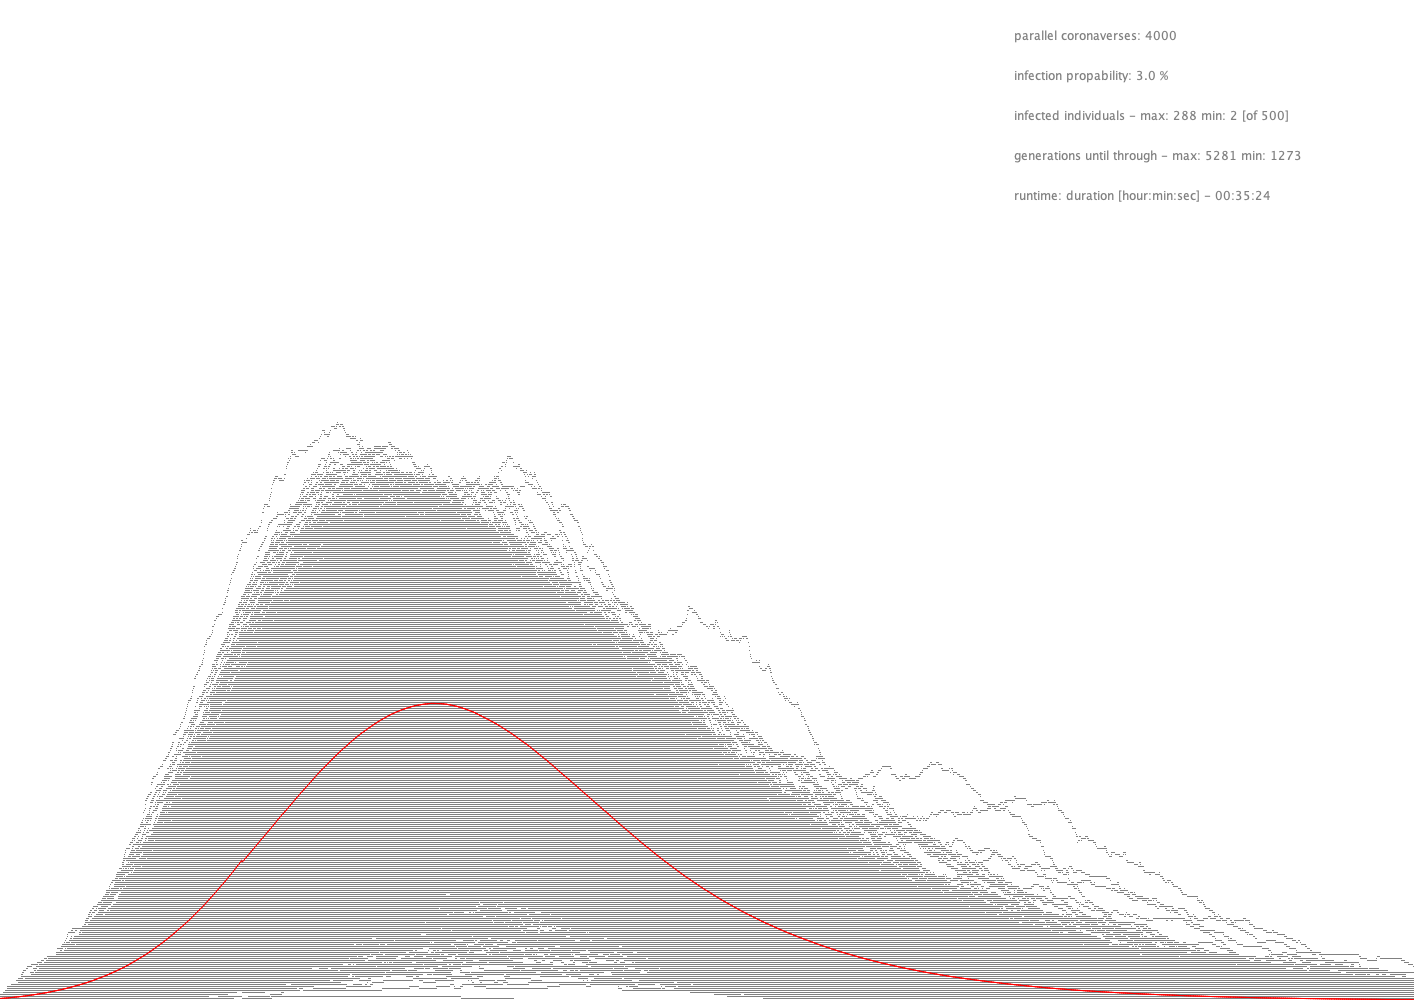 parallel coronaverses: 4000
infection propability: 3.0 %
infected individuals - max: 288 min: 2 [of 500]
generations until through - max: 5281 min: 1273
runtime: duration [hour:min:sec] - 00:35:24